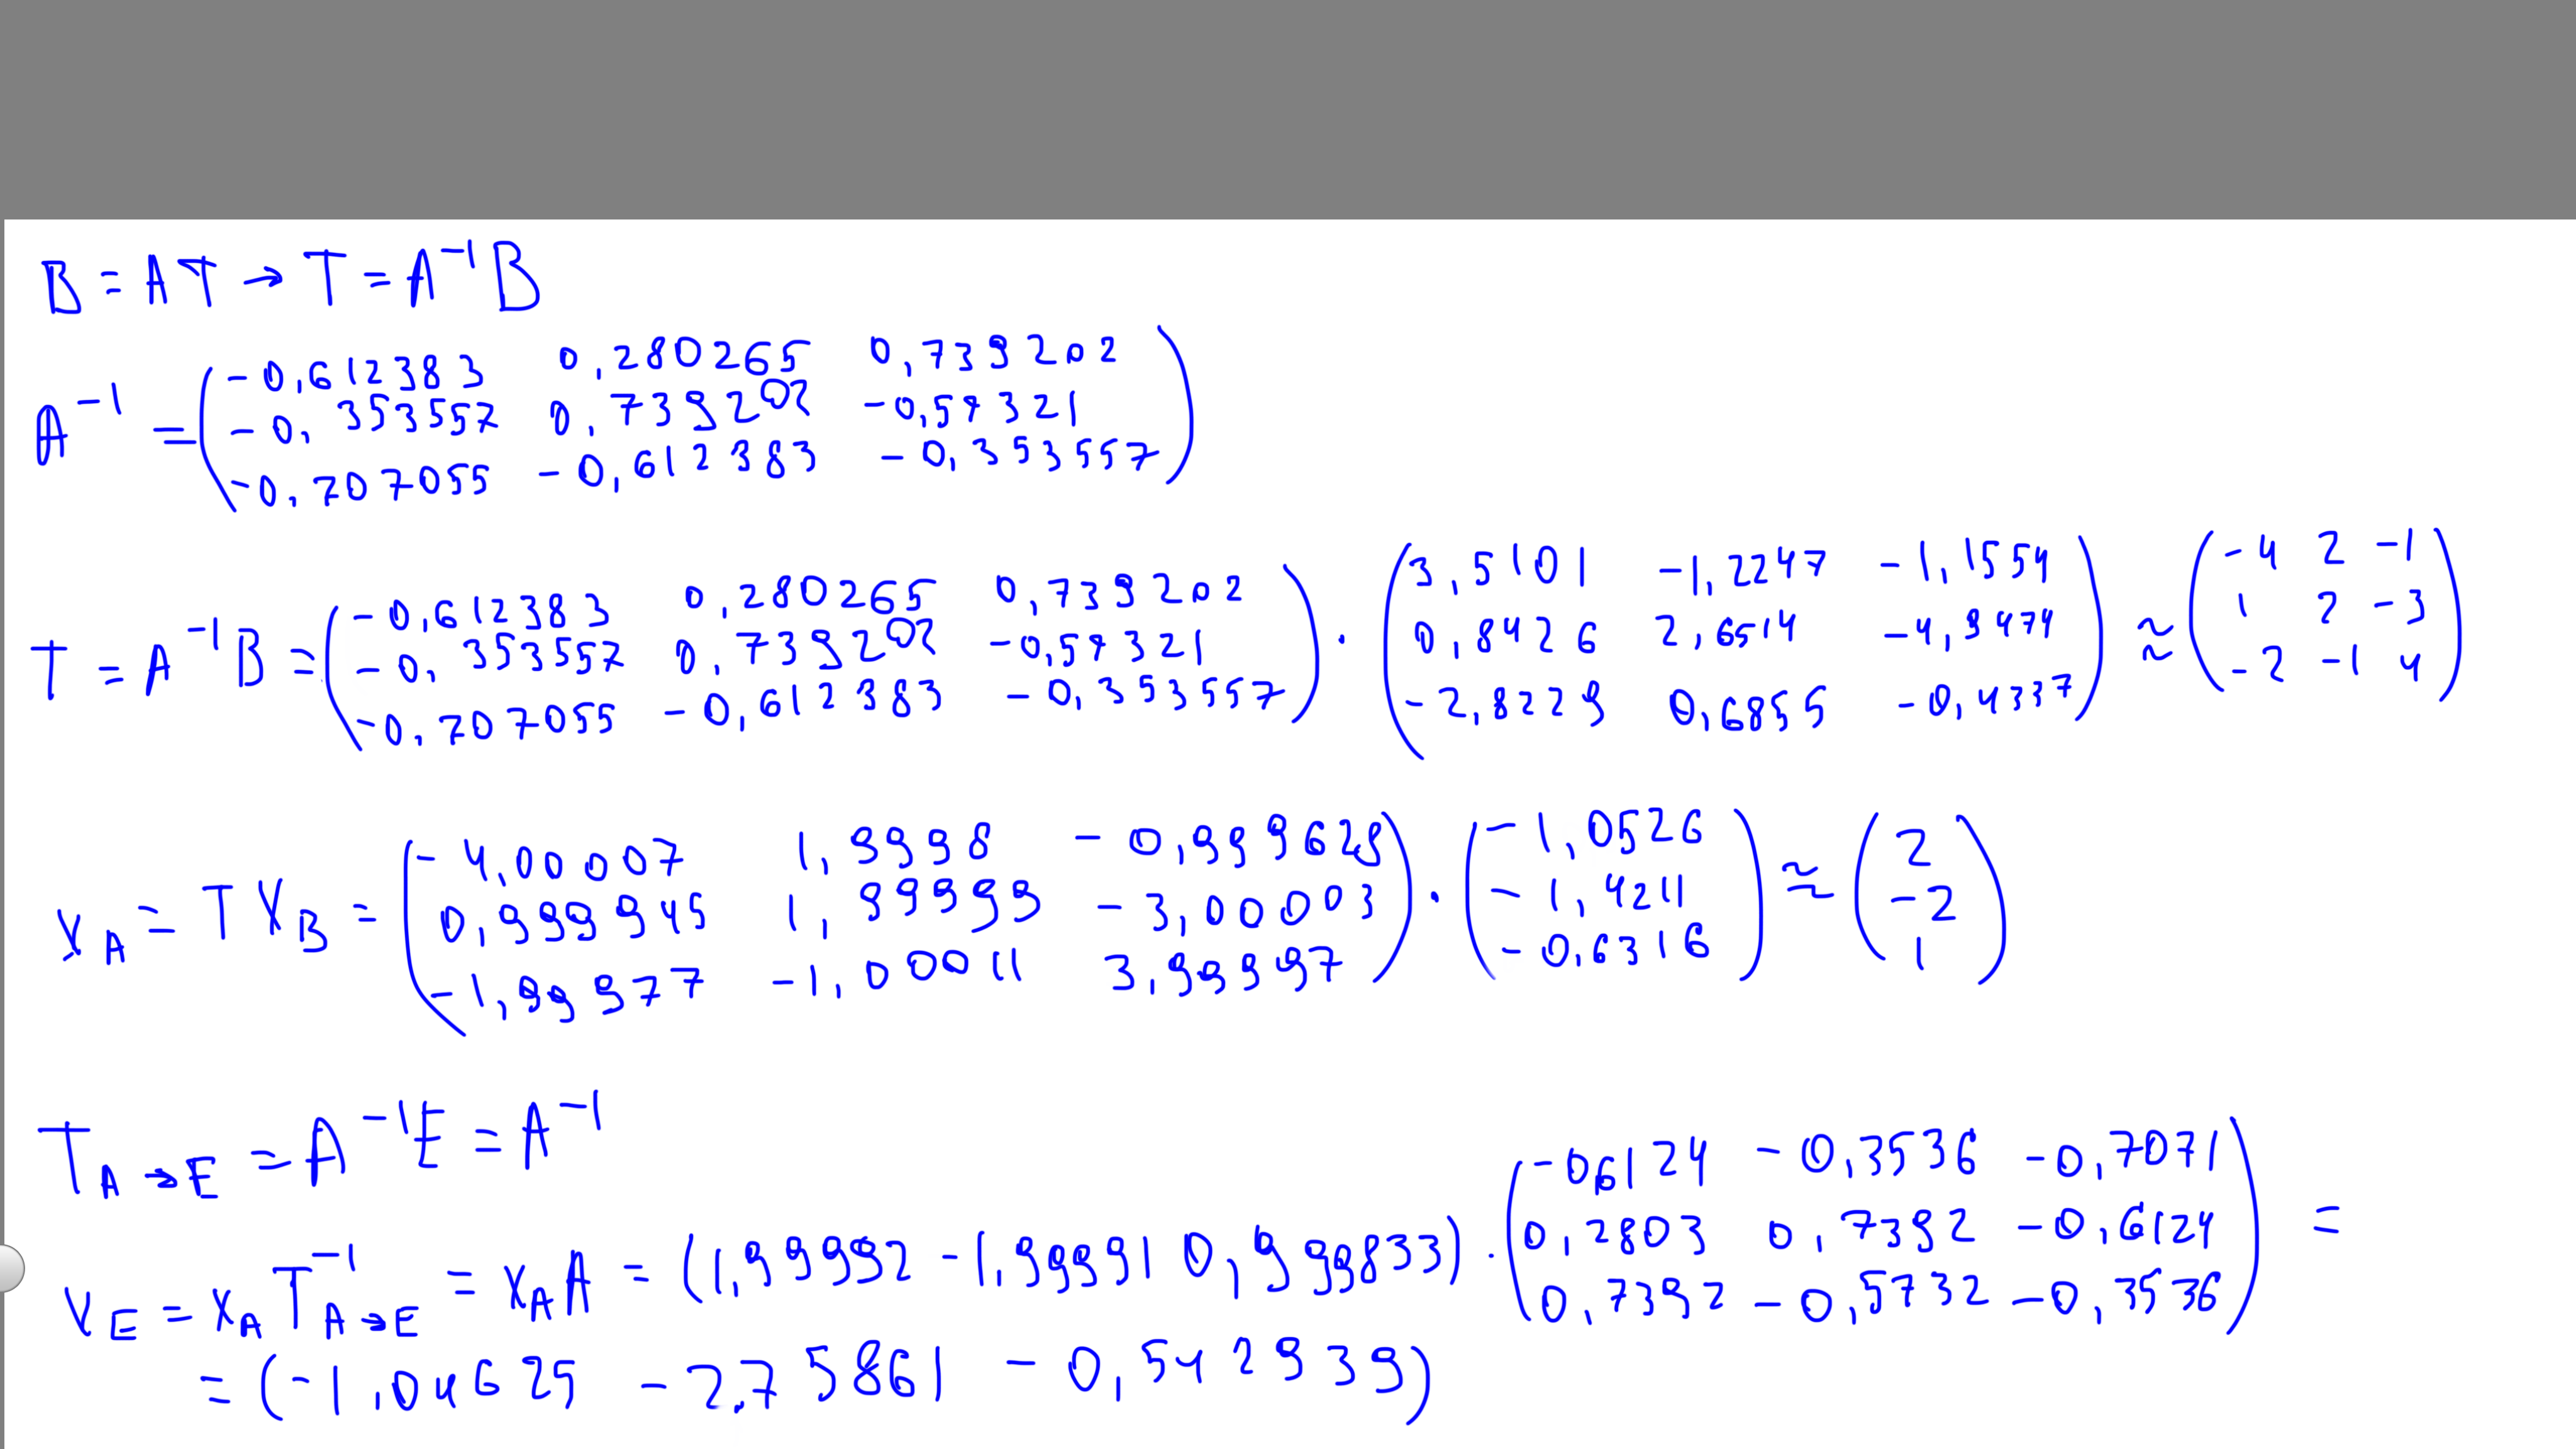 B = AT → T = A⁻¹B
A⁻¹ = (-0,612383 0,280265 0,739202
-0,353557 0,739202 -0,57321
-0,707055 -0,612383 -0,353557)
T = A⁻¹B = (-0,612383 0,280265 0,739202 ) · ( 3,5101 -1,2247 -1,1554 ) ≈ ( -4 2 -1
-0,353557 0,739202 -0,57321 0,8426 2,6514 -4,9474 1 2 -3
-0,707055 -0,612383 -0,353557 -2,8229 0,6855 -0,4337 -2 -1 4 )
x_A = T X_B = ( -4,00007 1,9998 -0,999628 ) · ( -1,0526 ) ≈ ( 2
0,999945 1,99999 -3,00003 -1,4211 -2
-1,99977 -1,00011 3,99997 -0,6316 1 )
T_A→E = A⁻¹E = A⁻¹
x_E = x_A T⁻¹_A→E = x_A A = (1,99992 -1,99991 0,999833) · ( -0,6124 -0,3536 -0,7071
0,2803 0,7392 -0,6124
0,7392 -0,5732 -0,3536 ) =
= (-1,04625 -2,75861 -0,542939)